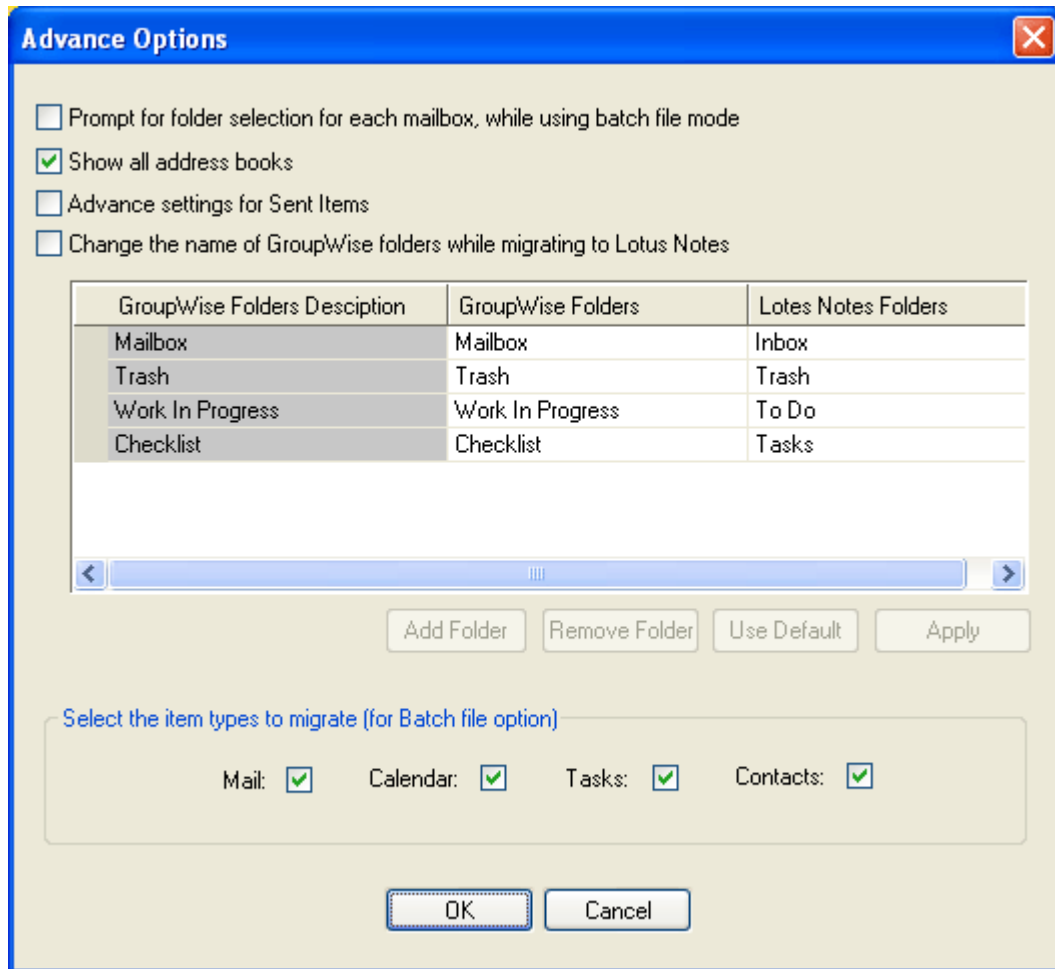 Advance Options
Prompt for folder selection for each mailbox, while using batch file mode
Show all address books
Advance settings for Sent Items
Change the name of GroupWise folders while migrating to Lotus Notes
GroupWise Folders Desciption GroupWise Folders Lotes Notes Folders
Mailbox Mailbox Inbox
Trash Trash Trash
Work In Progress Work In Progress To Do
Checklist Checklist Tasks
Add Folder Remove Folder Use Default Apply
Select the item types to migrate (for Batch file option)
Mail: Calendar: Tasks: Contacts:
OK Cancel